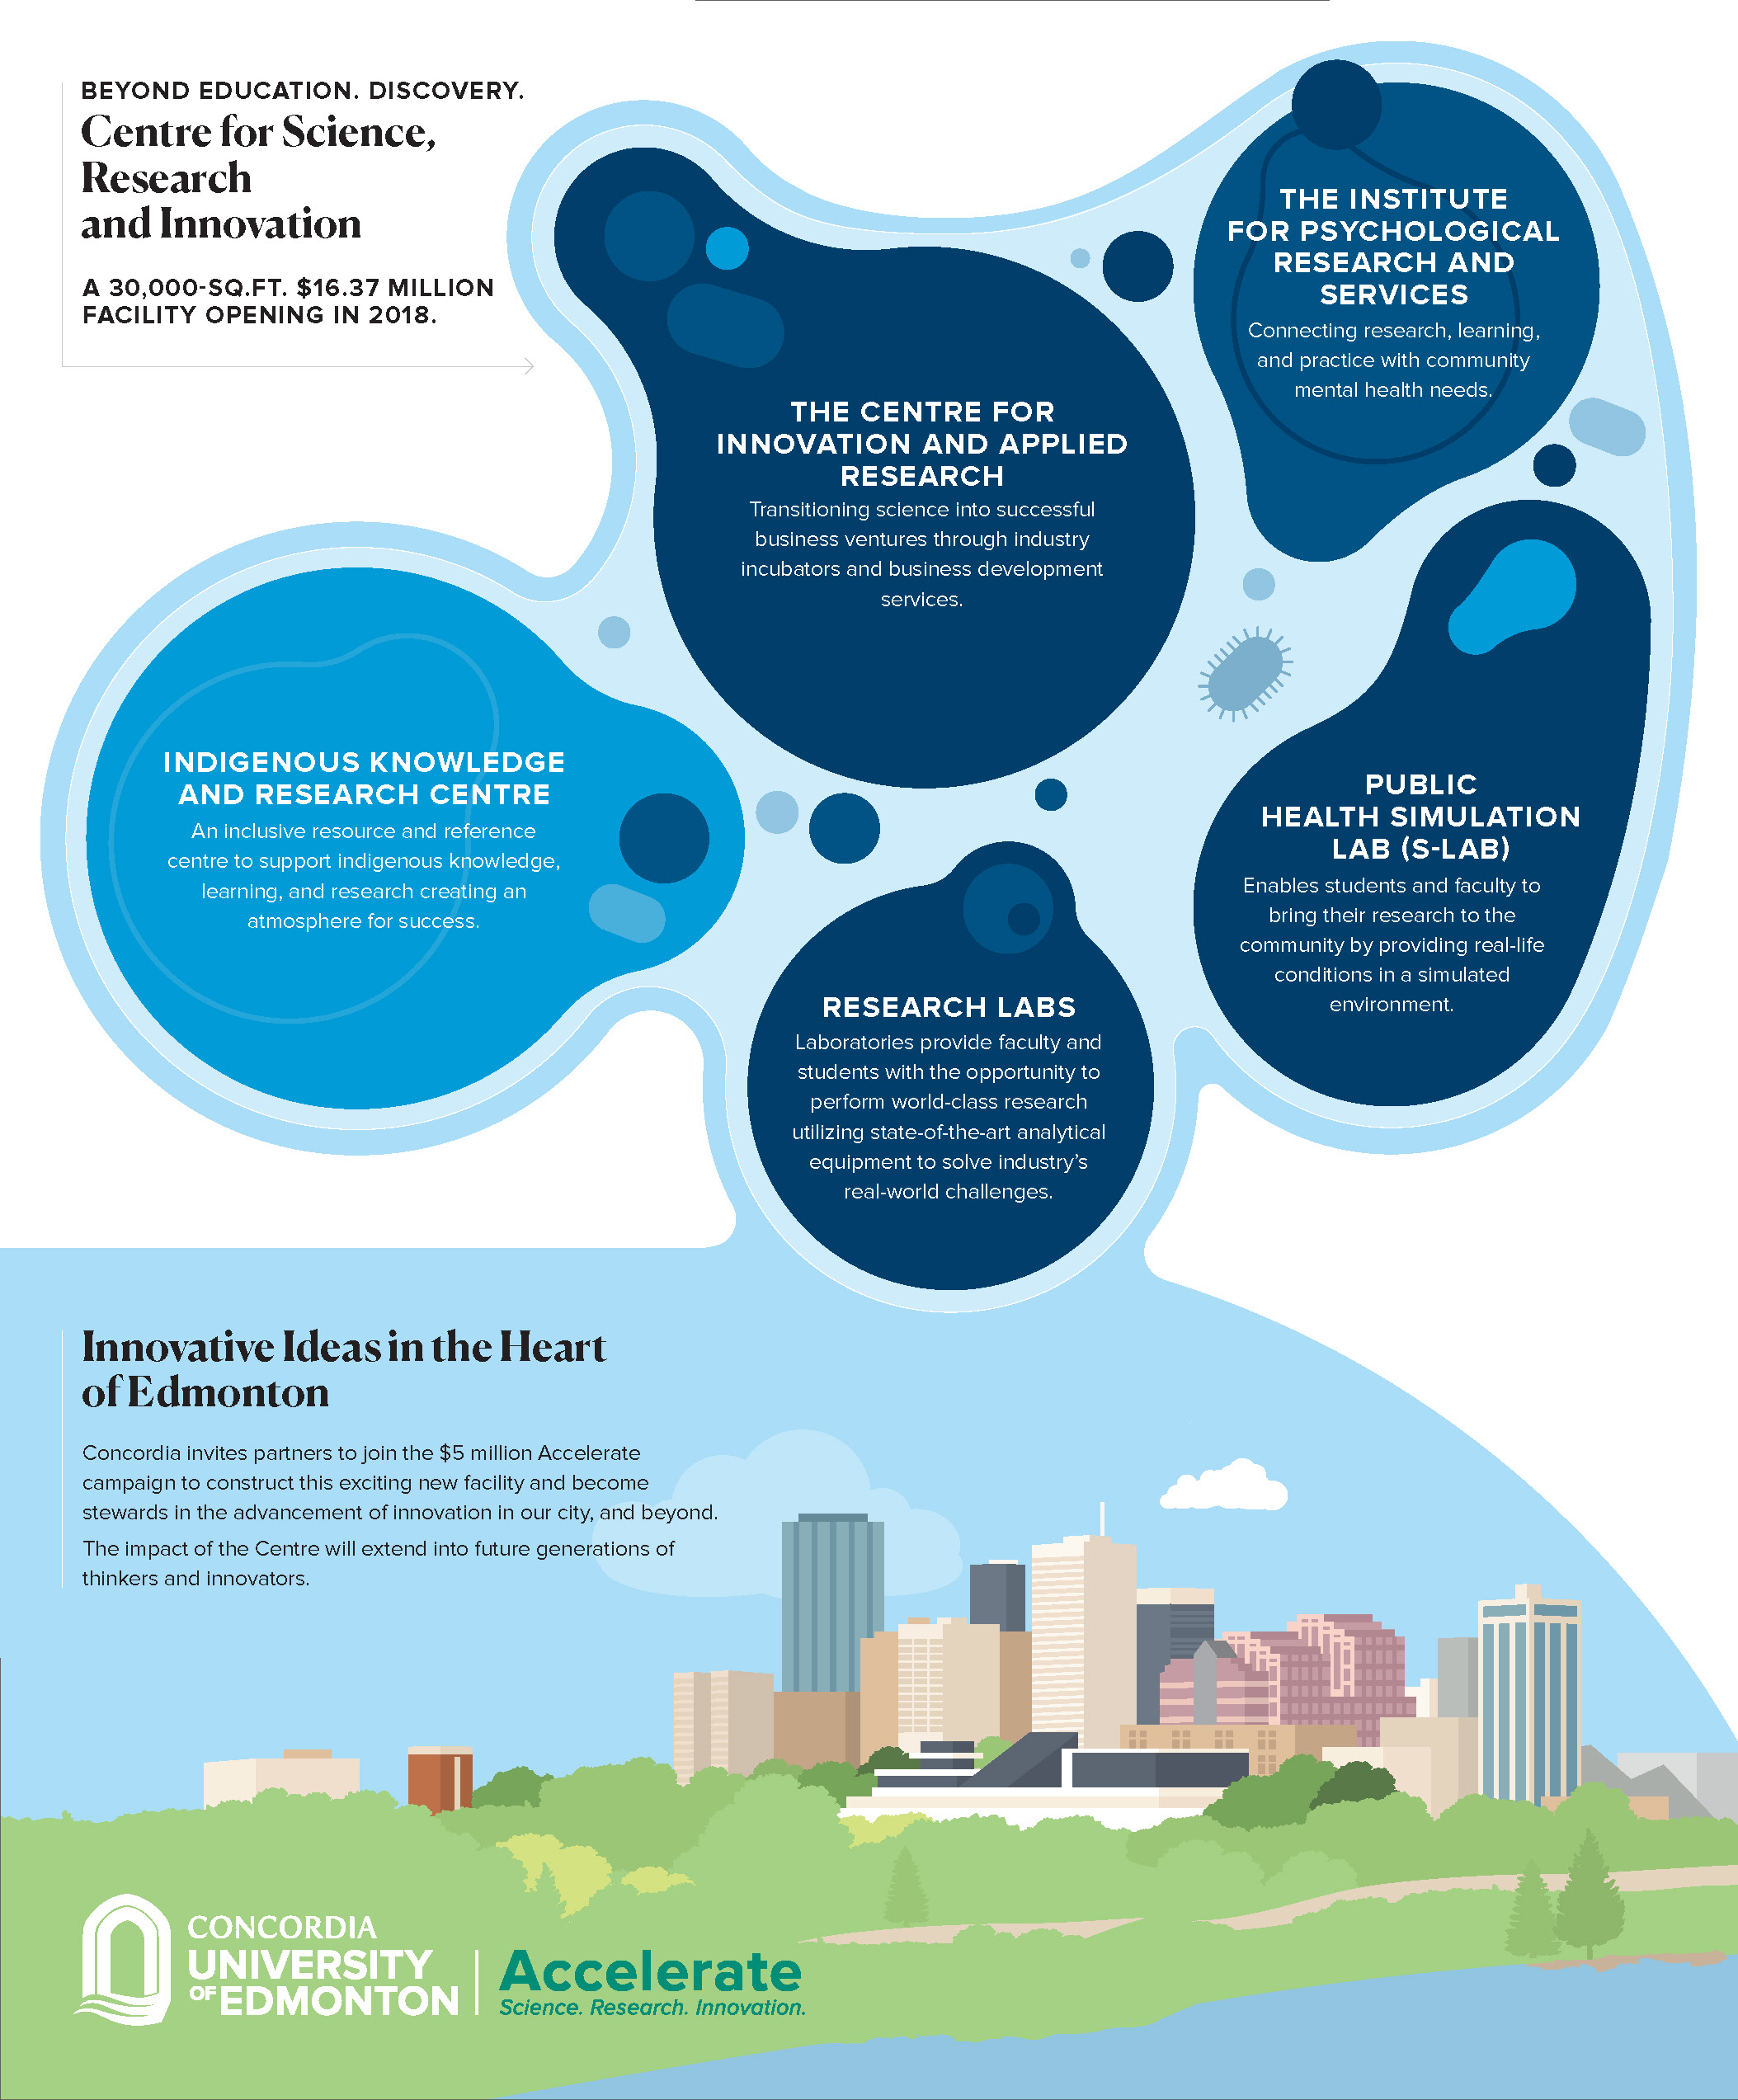 BEYOND EDUCATION. DISCOVERY.
Centre for Science,
Research
and Innovation
A 30,000-SQ.FT. $16.37 MILLION
FACILITY OPENING IN 2018.
THE INSTITUTE
FOR PSYCHOLOGICAL
RESEARCH AND
SERVICES
Connecting research, learning,
and practice with community
mental health needs.
THE CENTRE FOR
INNOVATION AND APPLIED
RESEARCH
Transitioning science into successful
business ventures through industry
incubators and business development
services.
INDIGENOUS KNOWLEDGE
AND RESEARCH CENTRE
An inclusive resource and reference
centre to support indigenous knowledge,
learning, and research creating an
atmosphere for success.
PUBLIC
HEALTH SIMULATION
LAB (S-LAB)
Enables students and faculty to
bring their research to the
community by providing real-life
conditions in a simulated
environment.
RESEARCH LABS
Laboratories provide faculty and
students with the opportunity to
perform world-class research
utilizing state-of-the-art analytical
equipment to solve industry’s
real-world challenges.
Innovative Ideas in the Heart
of Edmonton
Concordia invites partners to join the $5 million Accelerate
campaign to construct this exciting new facility and become
stewards in the advancement of innovation in our city, and beyond.
The impact of the Centre will extend into future generations of
thinkers and innovators.
CONCORDIA
UNIVERSITY
OF EDMONTON
Accelerate
Science. Research. Innovation.